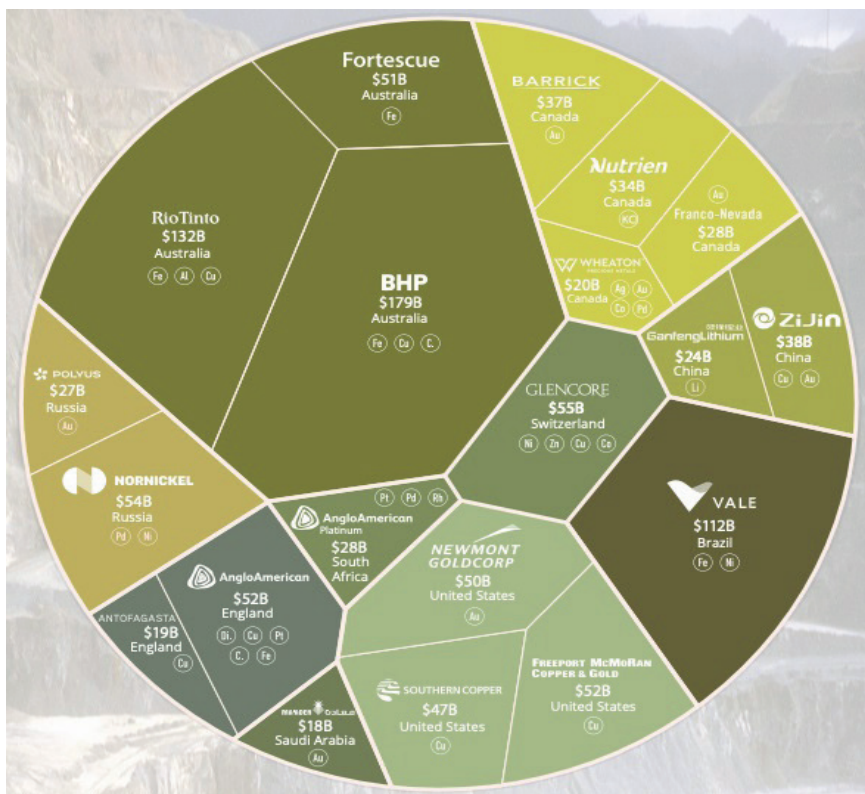 Fortescue
$51B
Australia
Fe
BARRICK
$37B
Canada
Au
Nutrien
$34B
Canada
KCl
Au
Franco-Nevada
$28B
Canada
WHEATON
PRECIOUS METALS
$20B
Canada
Ag Au
Co Pd
RioTinto
$132B
Australia
Fe Al Cu
BHP
$179B
Australia
Fe Cu C.
GanfengLithium
$24B
China
Li
ZiJin
$38B
China
Cu Au
POLYUS
$27B
Russia
Au
GLENCORE
$55B
Switzerland
Ni Zn Cu Co
NORNICKEL
$54B
Russia
Pd Ni
Pt Pd Rh
AngloAmerican
Platinum
$28B
South
Africa
VALE
$112B
Brazil
Fe Ni
NEWMONT
GOLDCORP
$50B
United States
Au
AngloAmerican
$52B
England
Di. Cu Pt
C. Fe
ANTOFAGASTA
$19B
England
Cu
FREEPORT MCMORAN
COPPER & GOLD
$52B
United States
Cu
SOUTHERN COPPER
$47B
United States
Cu
$18B
Saudi Arabia
Au